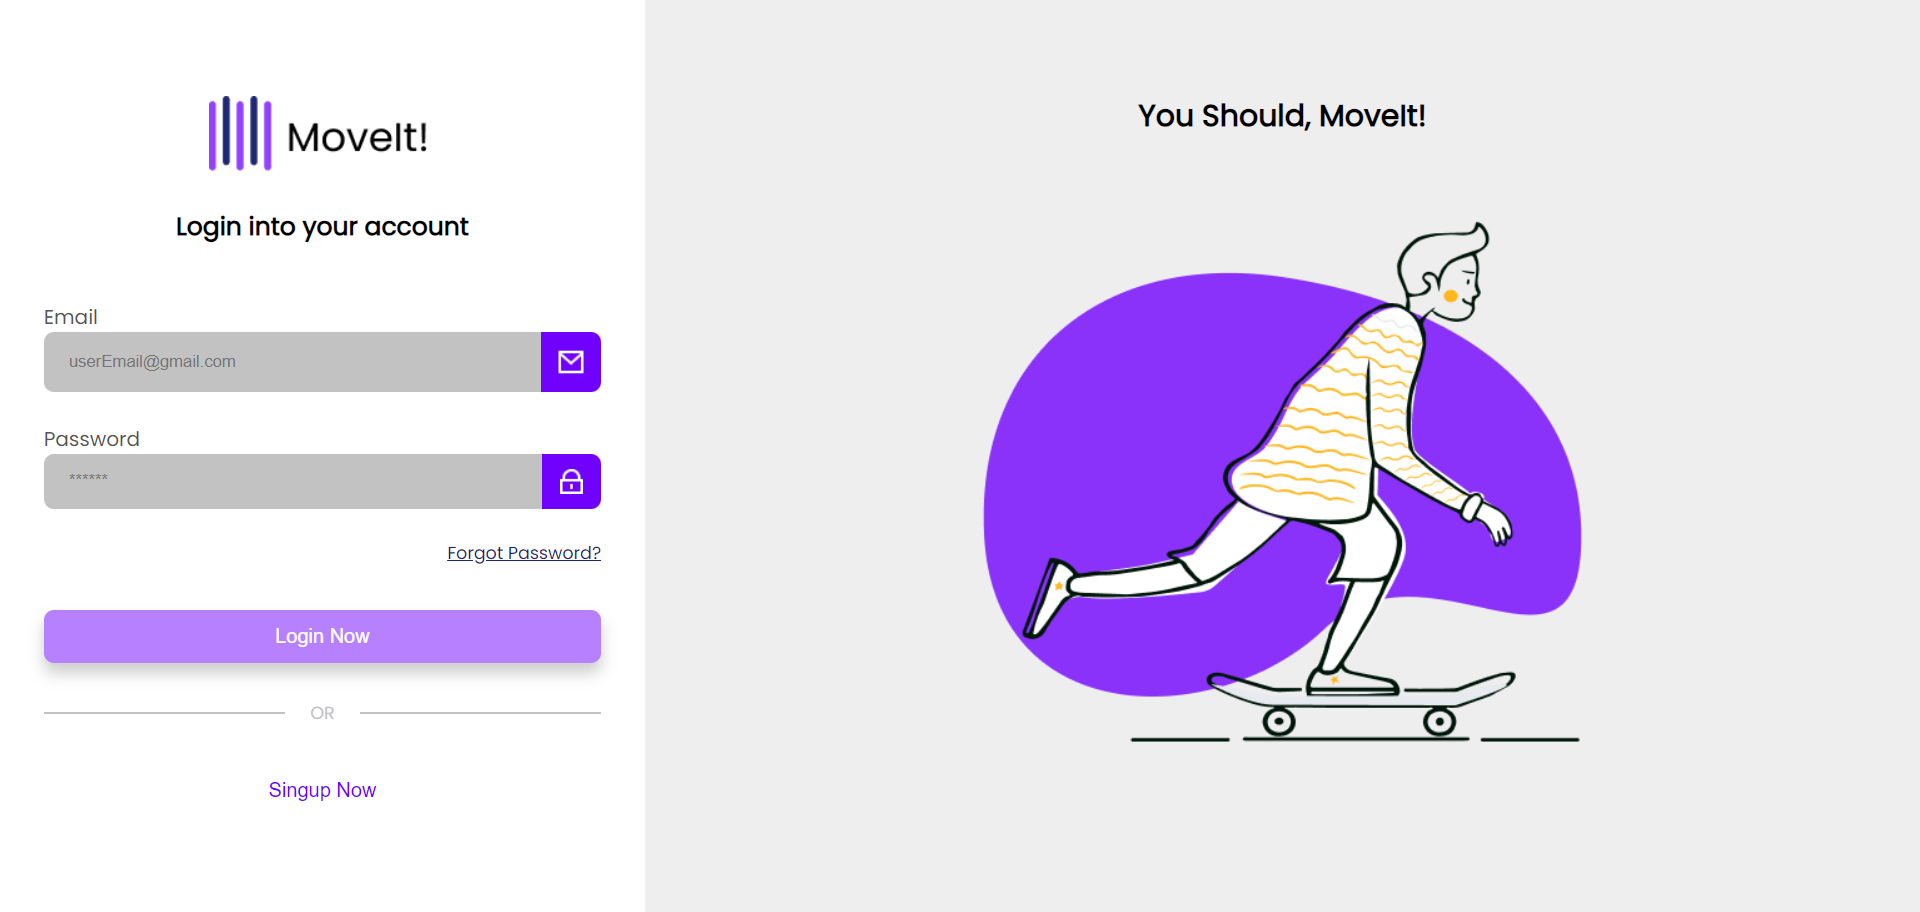 MoveIt!
Login into your account
Email
userEmail@gmail.com
Password
******
Forgot Password?
Login Now
OR
Singup Now
You Should, MoveIt!